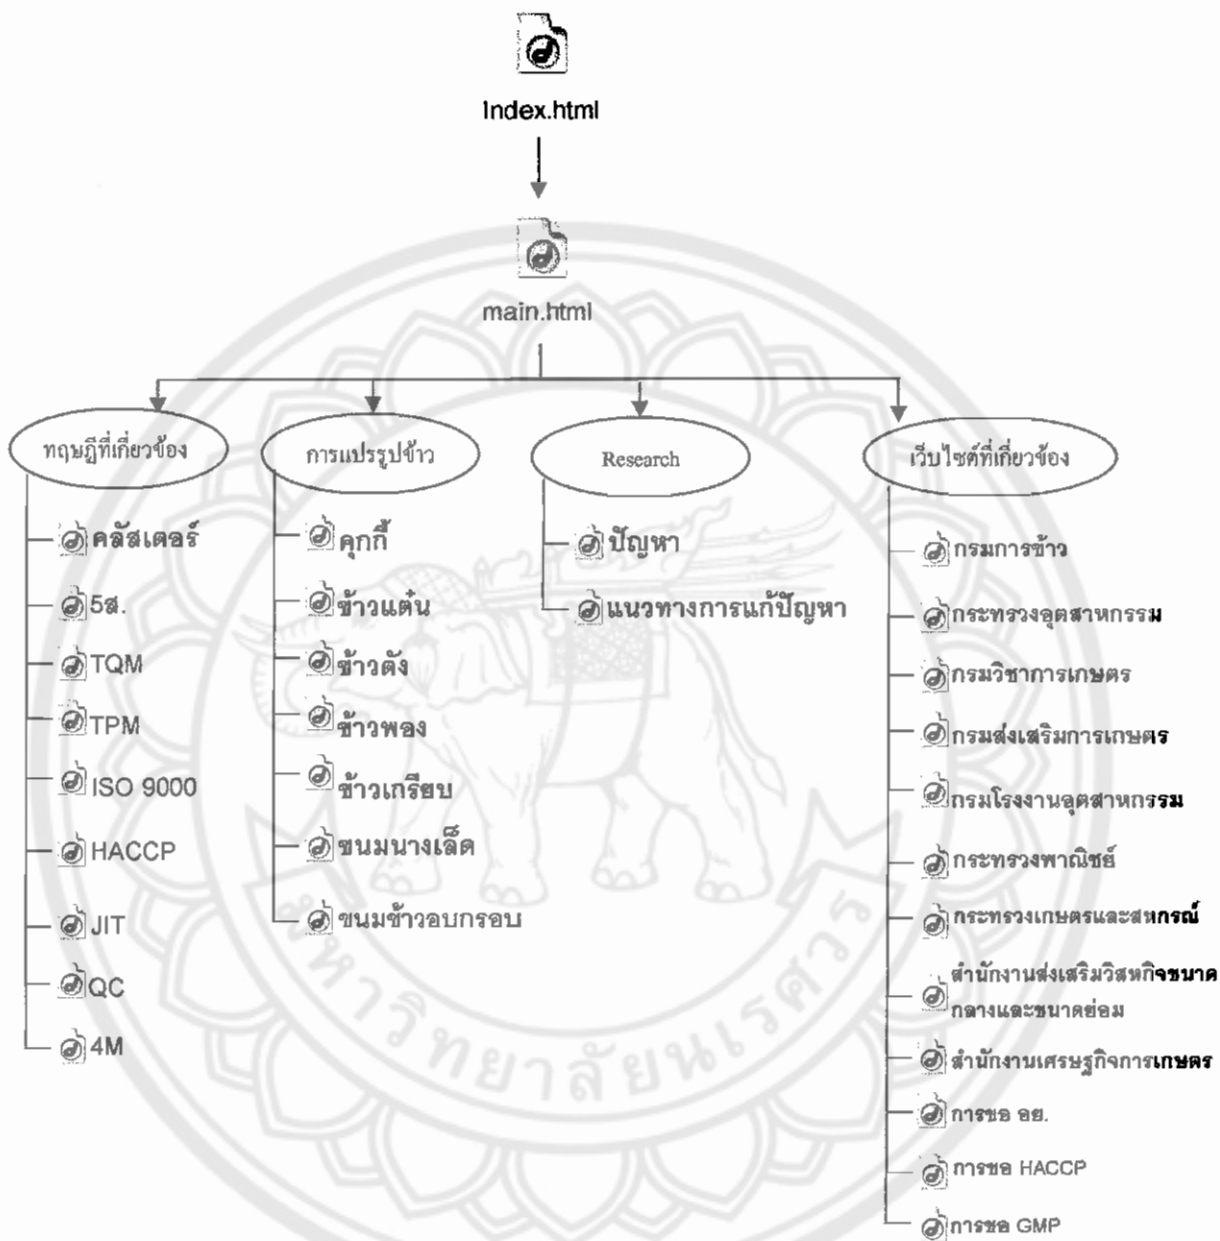 Index.html
main.html
ทฤษฎีที่เกี่ยวข้อง
คลัสเตอร์
5ส.
TQM
TPM
ISO 9000
HACCP
JIT
QC
4M
การแปรรูปข้าว
คุกกี้
ข้าวแต๋น
ข้าวตัง
ข้าวพอง
ข้าวเกรียบ
ขนมนางเล็ด
ขนมข้าวอบกรอบ
Research
ปัญหา
แนวทางการแก้ปัญหา
เว็บไซต์ที่เกี่ยวข้อง
กรมการข้าว
กระทรวงอุตสาหกรรม
กรมวิชาการเกษตร
กรมส่งเสริมการเกษตร
กรมโรงงานอุตสาหกรรม
กระทรวงพาณิชย์
กระทรวงเกษตรและสหกรณ์
สำนักงานส่งเสริมวิสหกิจขนาด
กลางและขนาดย่อม
สำนักงานเศรษฐกิจการเกษตร
การขอ อย.
การขอ HACCP
การขอ GMP
มหาวิทยาลัยนเรศวร